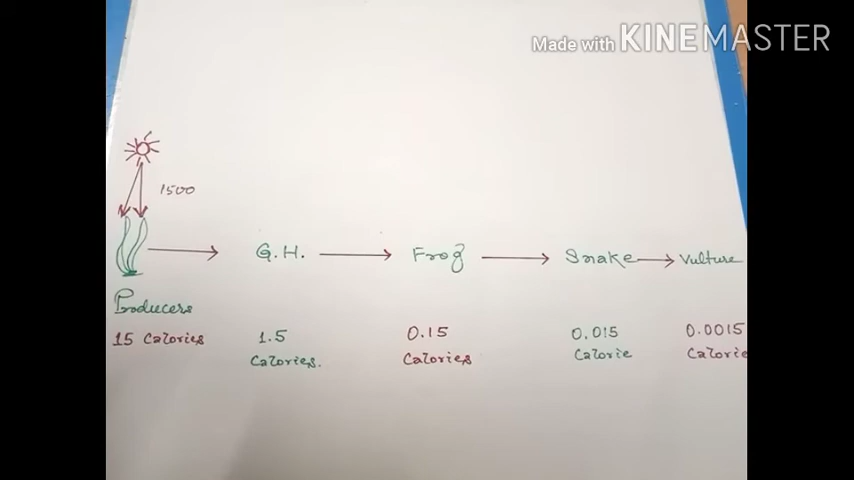 Made with KINEMASTER
1500
G.H.
Frog
Snake
Vulture
Producers
15 Calories
1.5
Calories.
0.15
Calories
0.015
Calorie
0.0015
Calorie